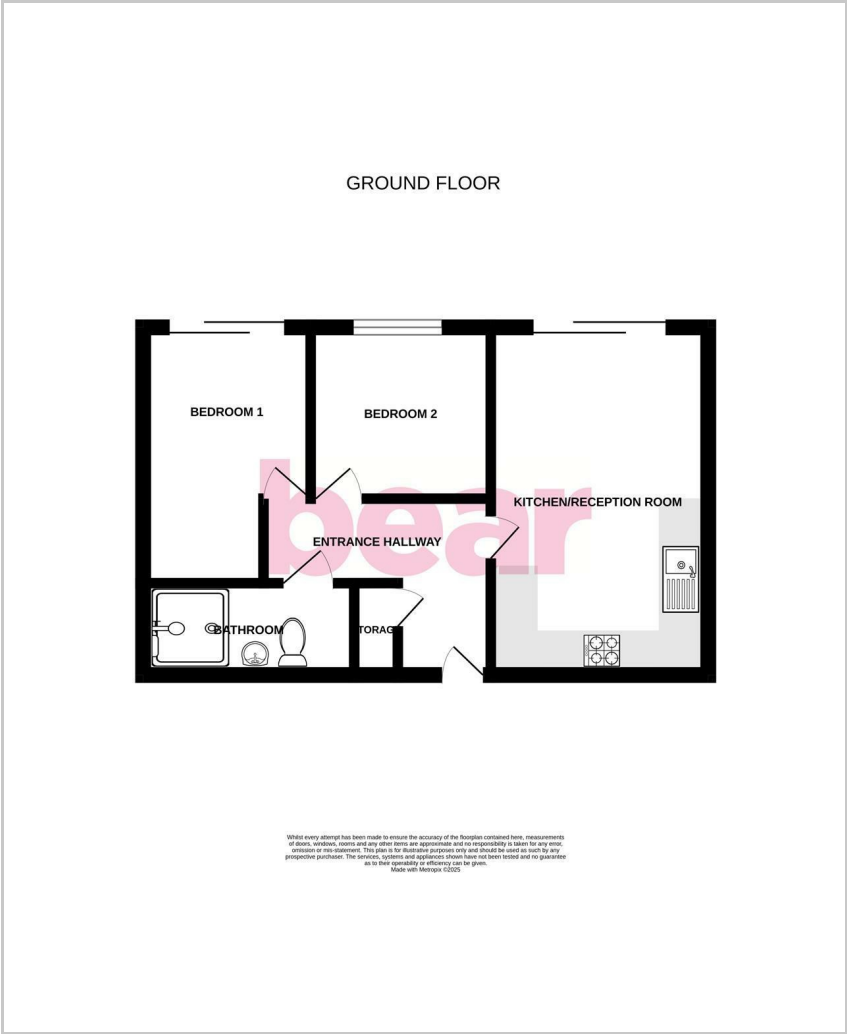 GROUND FLOOR
BEDROOM 1
BEDROOM 2
bear
KITCHEN/RECEPTION ROOM
ENTRANCE HALLWAY
BATHROOM
TORAG
Whilst every attempt has been made to ensure the accuracy of the floorplan contained here, measurements
of doors, windows, rooms and any other items are approximate and no responsibility is taken for any error,
omission or mis-statement. This plan is for illustrative purposes only and should be used as such by any
prospective purchaser. The services, systems and appliances shown have not been tested and no guarantee
as to their operability or efficiency can be given.
Made with Metropix ©2025